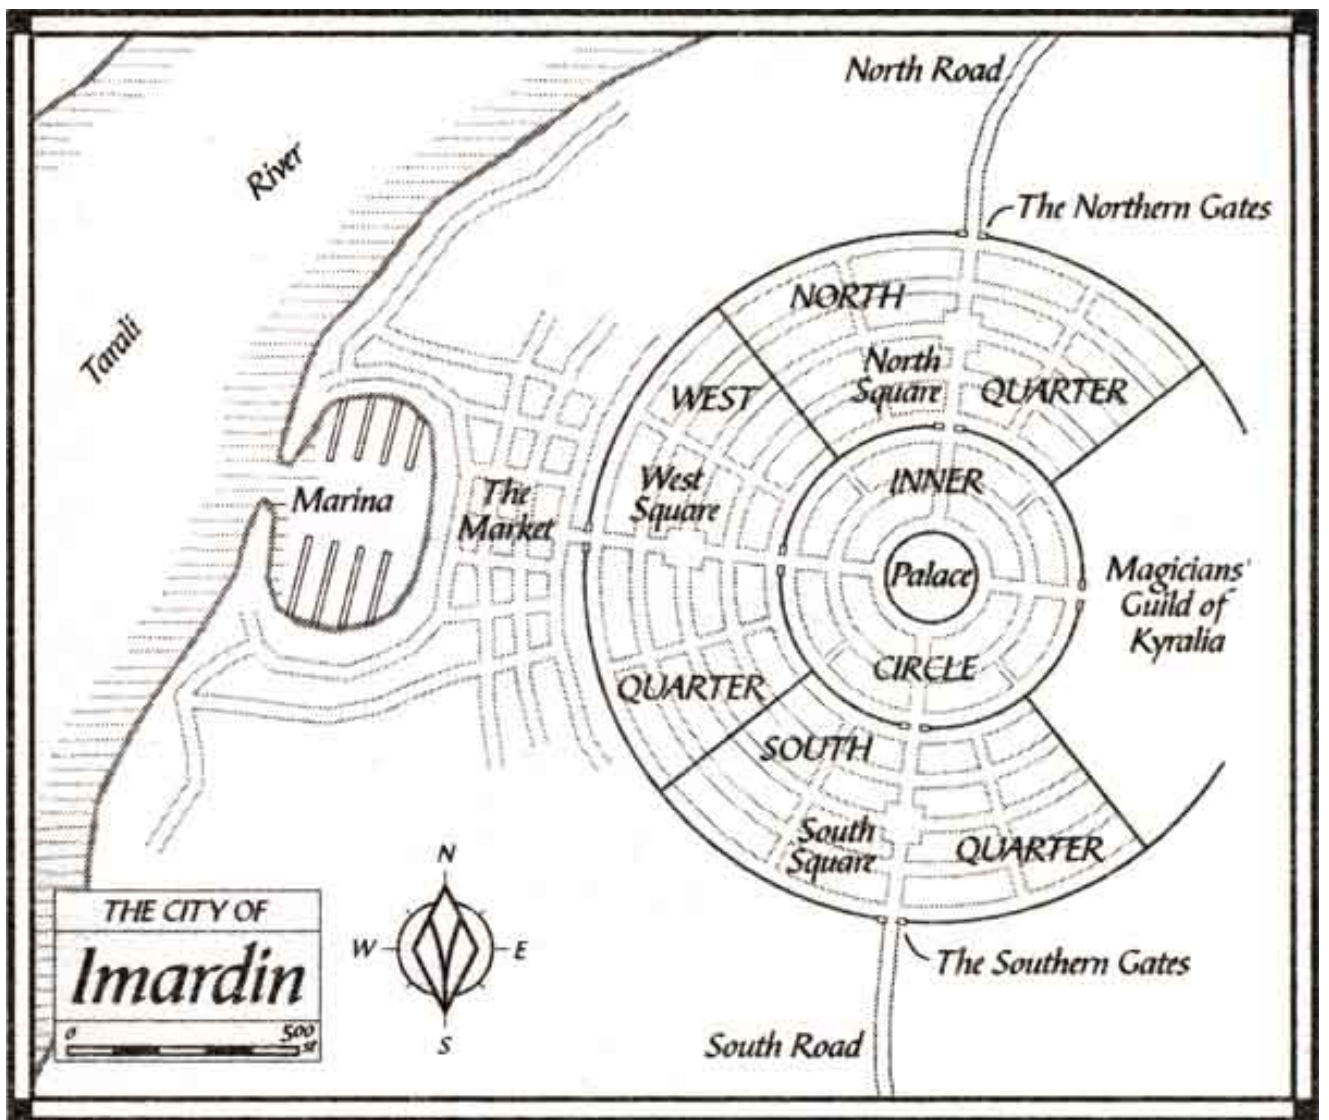 North Road
The Northern Gates
River
Tarali
NORTH
North
Square
QUARTER
WEST
West
Square
QUARTER
INNER
CIRCLE
Palace
Marina
The
Market
Magicians'
Guild of
Kyralia
SOUTH
South
Square
QUARTER
The Southern Gates
South Road
N
W
E
S
THE CITY OF
Imardin
0
500
st